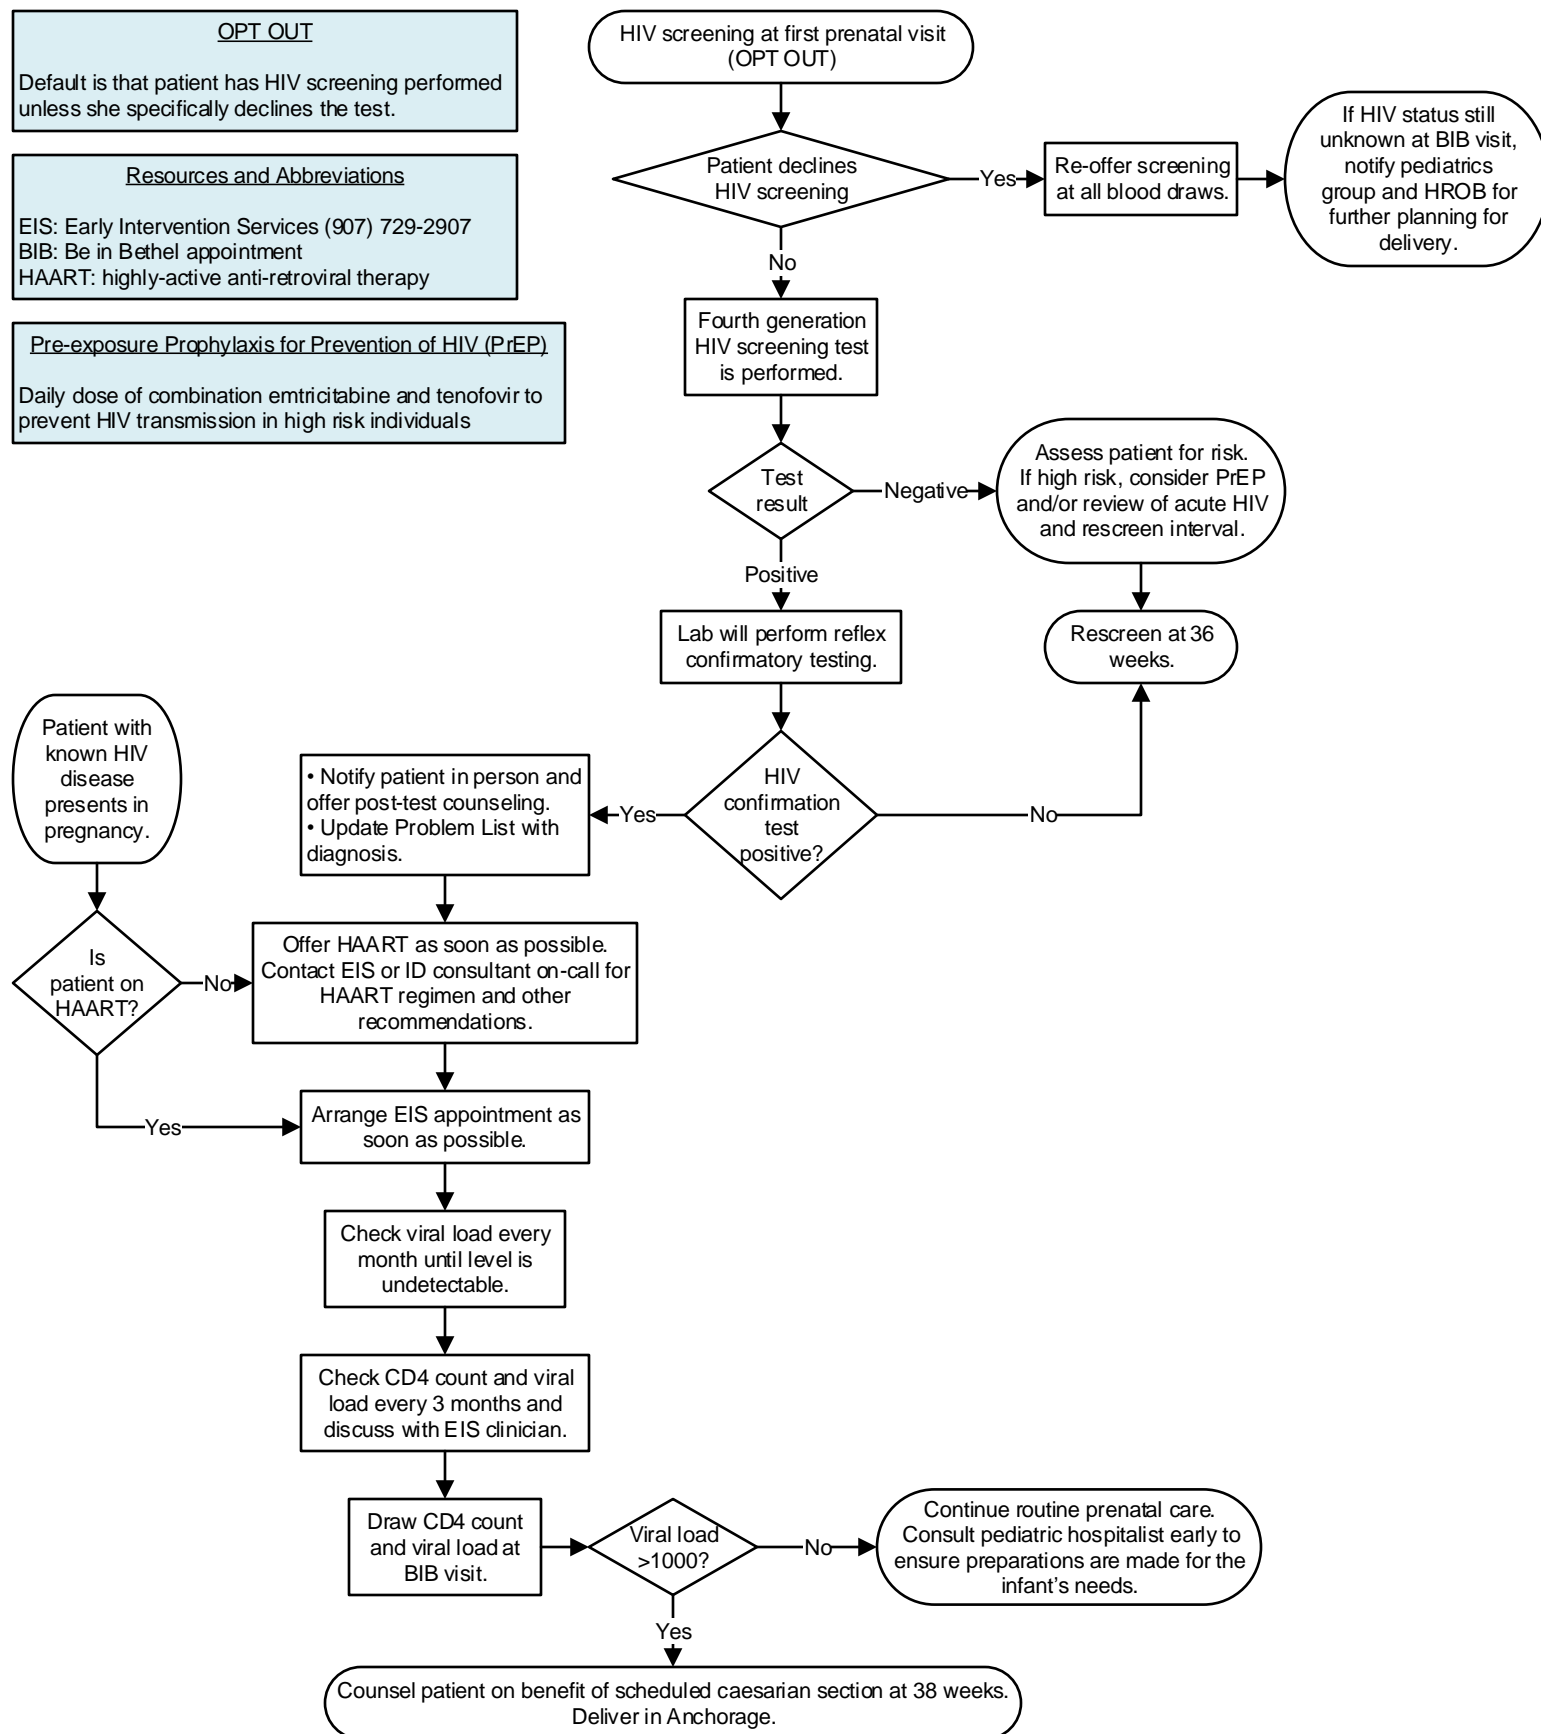 OPT OUT
Default is that patient has HIV screening performed
unless she specifically declines the test.
Resources and Abbreviations
EIS: Early Intervention Services (907) 729-2907
BIB: Be in Bethel appointment
HAART: highly-active anti-retroviral therapy
Pre-exposure Prophylaxis for Prevention of HIV (PrEP)
Daily dose of combination emtricitabine and tenofovir to
prevent HIV transmission in high risk individuals
HIV screening at first prenatal visit
(OPT OUT)
Patient declines
HIV screening
Yes
Re-offer screening
at all blood draws.
If HIV status still
unknown at BIB visit,
notify pediatrics
group and HROB for
further planning for
delivery.
No
Fourth generation
HIV screening test
is performed.
Test
result
Negative
Assess patient for risk.
If high risk, consider PrEP
and/or review of acute HIV
and rescreen interval.
Positive
Lab will perform reflex
confirmatory testing.
Rescreen at 36
weeks.
HIV
confirmation
test
positive?
No
Yes
• Notify patient in person and
offer post-test counseling.
• Update Problem List with
diagnosis.
Patient with
known HIV
disease
presents in
pregnancy.
Is
patient on
HAART?
No
Offer HAART as soon as possible.
Contact EIS or ID consultant on-call for
HAART regimen and other
recommendations.
Yes
Arrange EIS appointment as
soon as possible.
Check viral load every
month until level is
undetectable.
Check CD4 count and viral
load every 3 months and
discuss with EIS clinician.
Draw CD4 count
and viral load at
BIB visit.
Viral load
>1000?
No
Continue routine prenatal care.
Consult pediatric hospitalist early to
ensure preparations are made for the
infant's needs.
Yes
Counsel patient on benefit of scheduled caesarian section at 38 weeks.
Deliver in Anchorage.